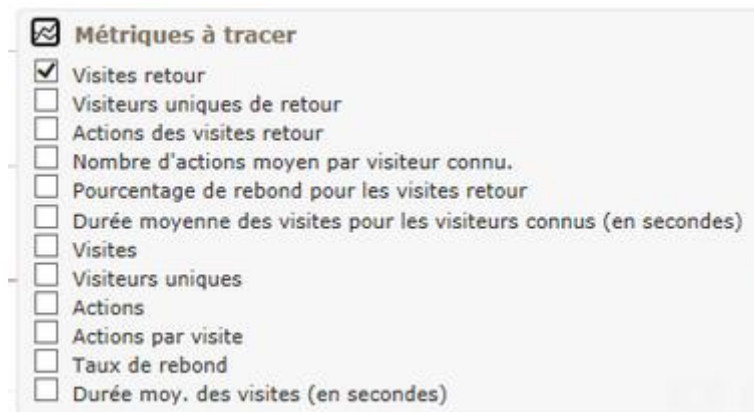 Métriques à tracer
Visites retour
Visiteurs uniques de retour
Actions des visites retour
Nombre d'actions moyen par visiteur connu.
Pourcentage de rebond pour les visites retour
Durée moyenne des visites pour les visiteurs connus (en secondes)
Visites
Visiteurs uniques
Actions
Actions par visite
Taux de rebond
Durée moy. des visites (en secondes)